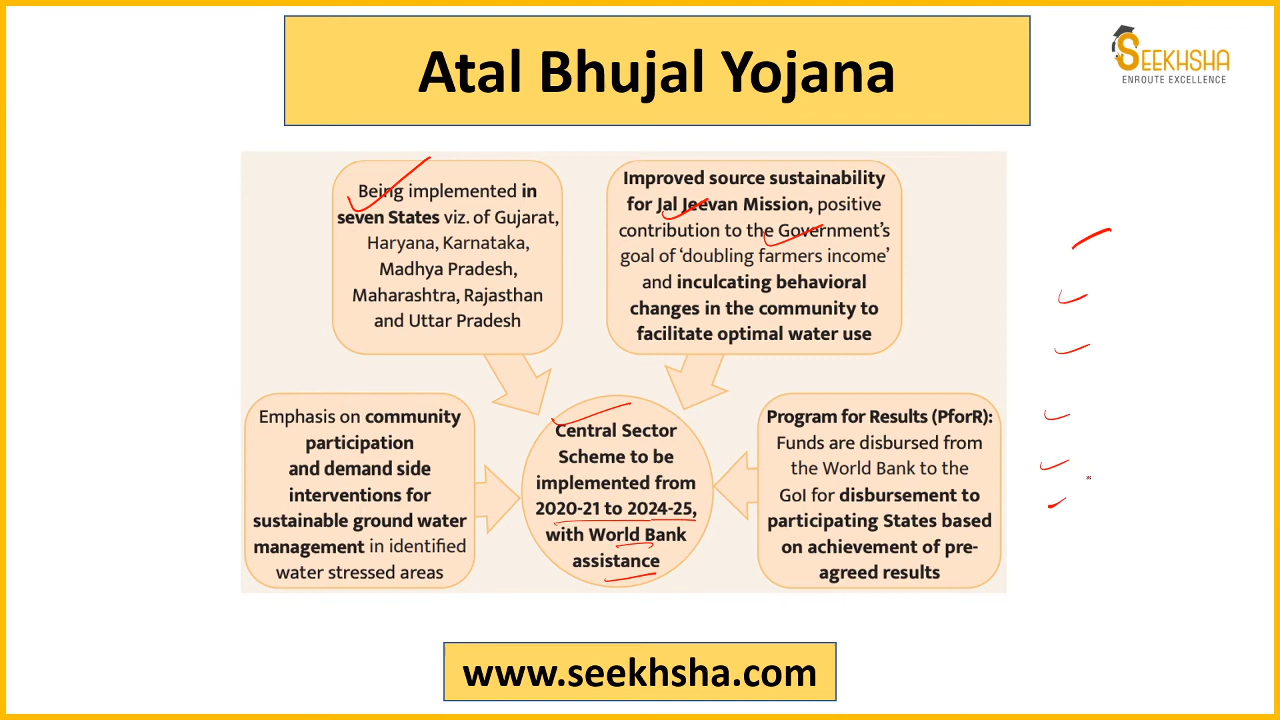 Atal Bhujal Yojana
SEEKHSHA
ENROUTE EXCELLENCE
Being implemented in
seven States viz. of Gujarat,
Haryana, Karnataka,
Madhya Pradesh,
Maharashtra, Rajasthan
and Uttar Pradesh
Improved source sustainability
for Jal Jeevan Mission, positive
contribution to the Government's
goal of 'doubling farmers income'
and inculcating behavioral
changes in the community to
facilitate optimal water use
Emphasis on community
participation
and demand side
interventions for
sustainable ground water
management in identified
water stressed areas
Central Sector
Scheme to be
implemented from
2020-21 to 2024-25,
with World Bank
assistance
Program for Results (PforR):
Funds are disbursed from
the World Bank to the
GoI for disbursement to
participating States based
on achievement of pre-
agreed results
www.seekhsha.com